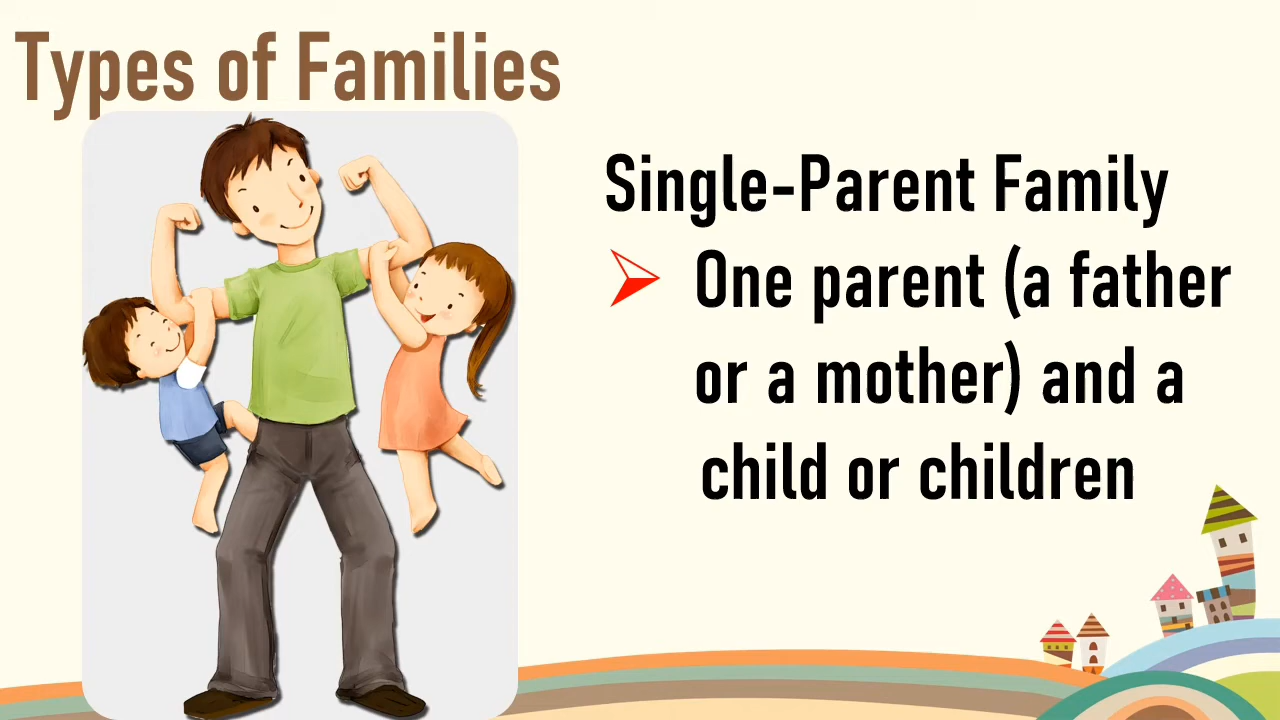 Types of Families
Single-Parent Family
One parent (a father
or a mother) and a
child or children